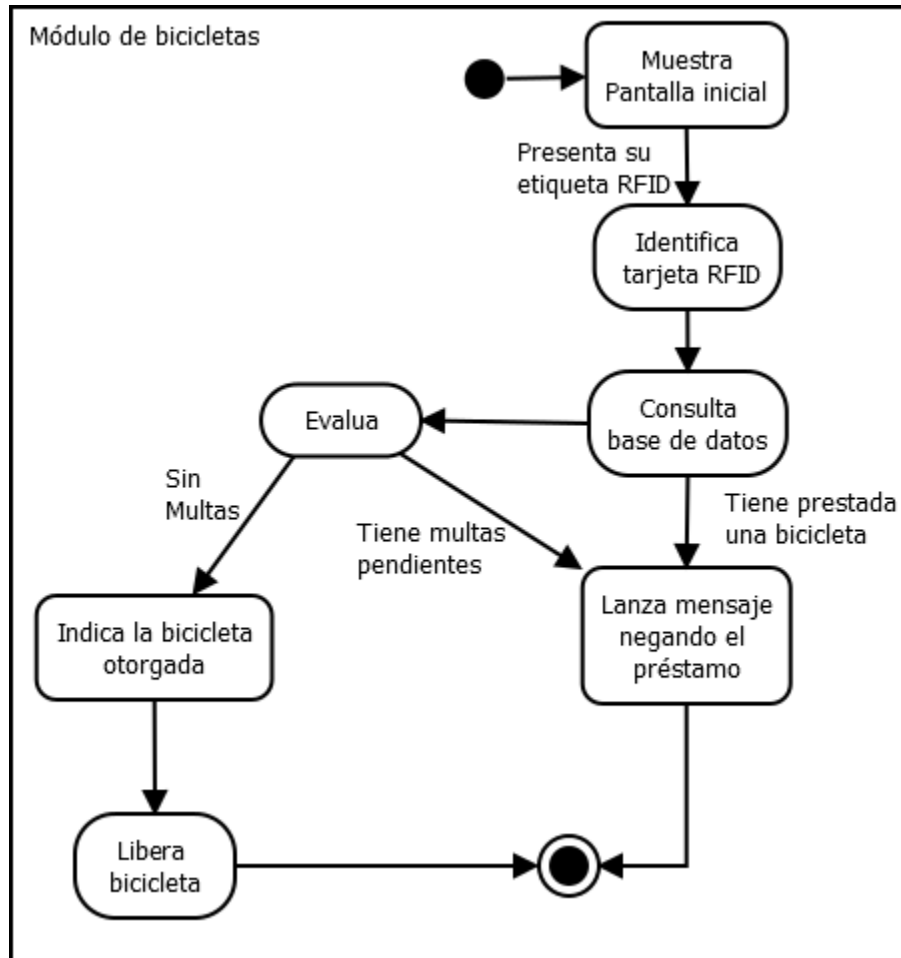 Módulo de bicicletas
Muestra
Pantalla inicial
Presenta su
etiqueta RFID
Identifica
tarjeta RFID
Consulta
base de datos
Evalua
Sin
Multas
Tiene multas
pendientes
Tiene prestada
una bicicleta
Indica la bicicleta
otorgada
Lanza mensaje
negando el
préstamo
Libera
bicicleta